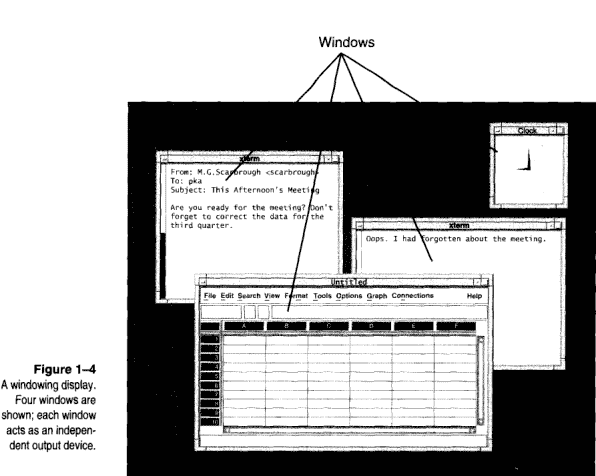 Windows
Clock
xterm
From: M.G.Scarbrough <scarbrough>
To: pka
Subject: This Afternoon's Meeting
Are you ready for the meeting? Don't
forget to correct the data for the
third quarter.
xterm
Oops. I had forgotten about the meeting.
Untitled
File Edit Search View Format Tools Options Graph Connections Help
A B C D E F
1
2
3
4
5
6
7
8
9
10
Figure 1–4
A windowing display.
Four windows are
shown; each window
acts as an indepen-
dent output device.